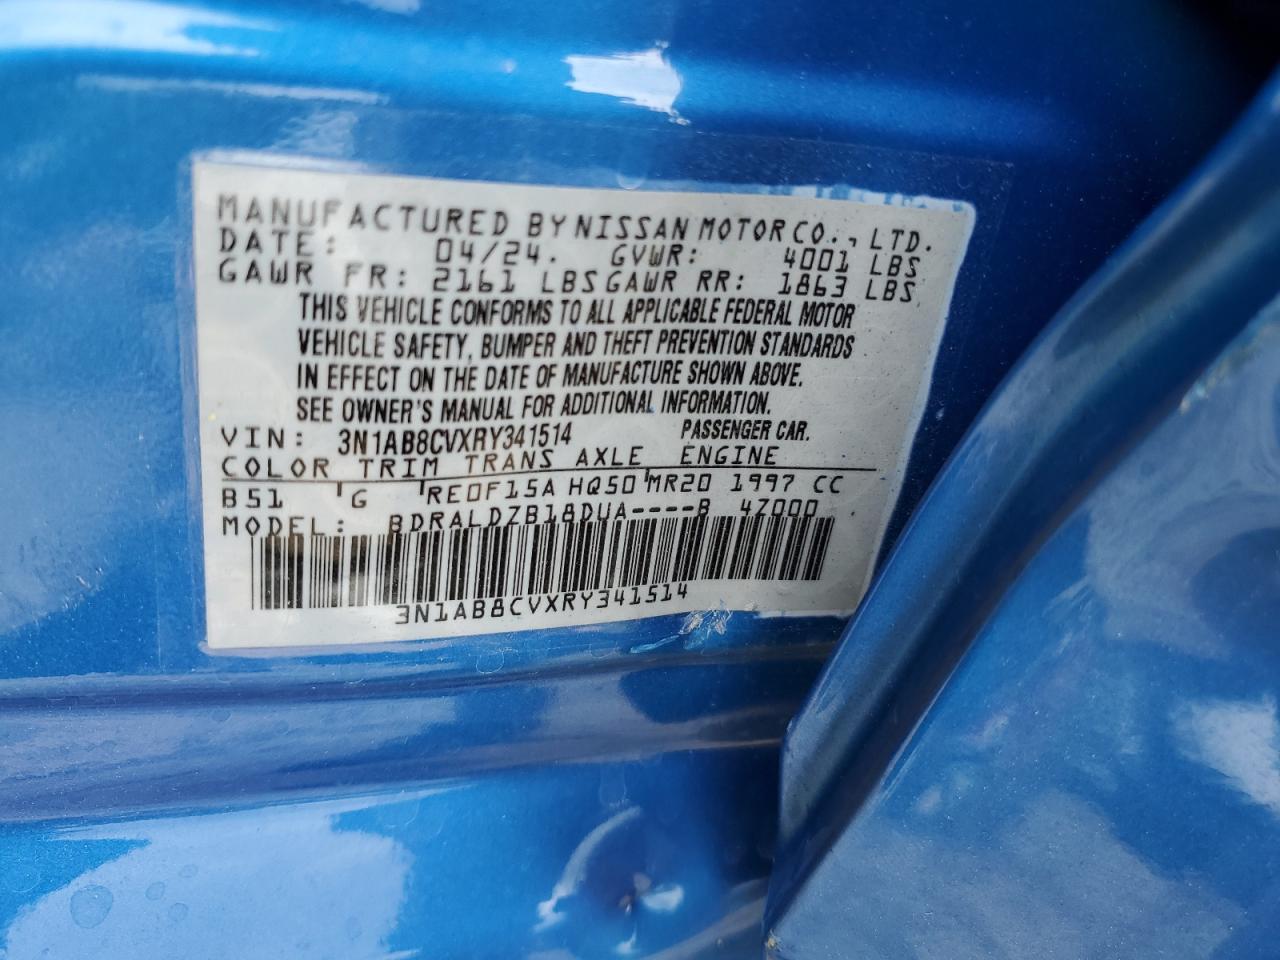 MANUFACTURED BY NISSAN MOTOR CO., LTD.
DATE: 04/24. GVWR: 4001 LBS
GAWR FR: 2161 LBS GAWR RR: 1863 LBS
THIS VEHICLE CONFORMS TO ALL APPLICABLE FEDERAL MOTOR
VEHICLE SAFETY, BUMPER AND THEFT PREVENTION STANDARDS
IN EFFECT ON THE DATE OF MANUFACTURE SHOWN ABOVE.
SEE OWNER'S MANUAL FOR ADDITIONAL INFORMATION.
VIN: 3N1AB8CVXRY341514 PASSENGER CAR.
COLOR TRIM TRANS AXLE ENGINE
B51 G RE0F15A HQ50 MR20 1997 CC
MODEL: BDRALDZB18DUA----B 4Z000
3N1AB8CVXRY341514